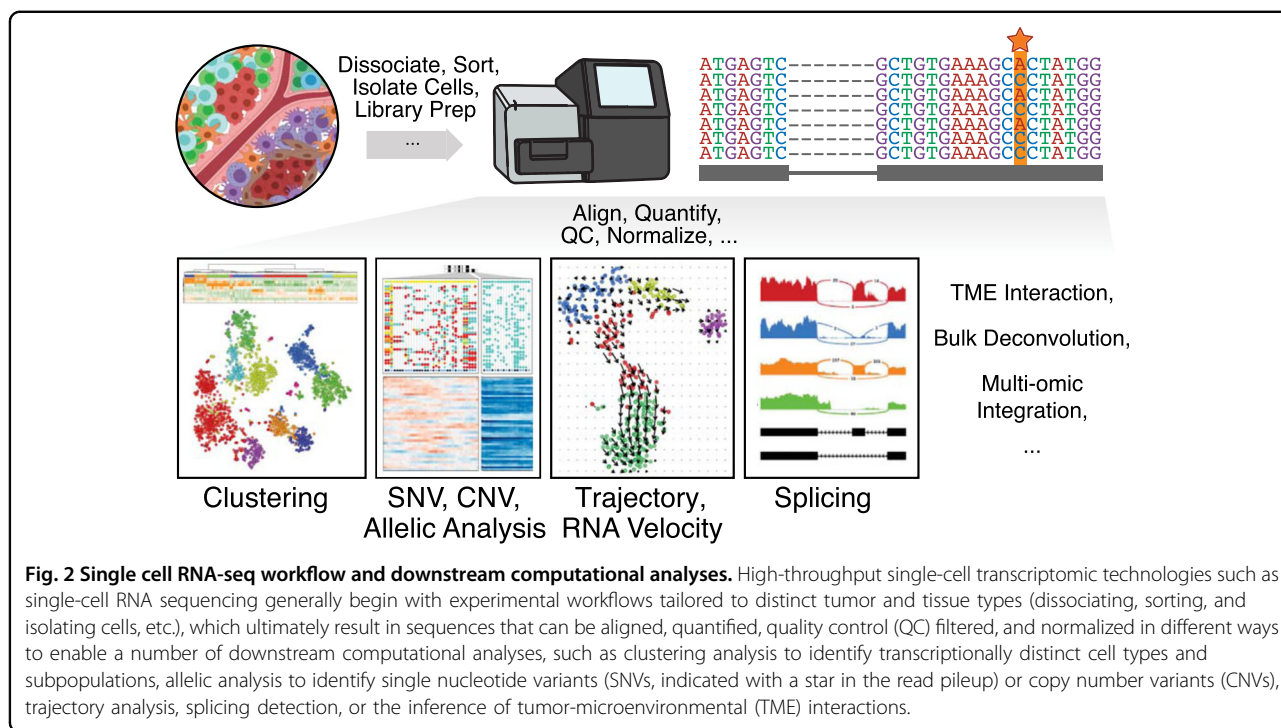 Dissociate, Sort,
Isolate Cells,
Library Prep
...
ATGAGTC-------GCTGTGAAAGCACTATGG
ATGAGTC-------GCTGTGAAAGCCCTATGG
ATGAGTC-------GCTGTGAAAGCACTATGG
ATGAGTC-------GCTGTGAAAGCCCTATGG
ATGAGTC-------GCTGTGAAAGCACTATGG
ATGAGTC-------GCTGTGAAAGCCCTATGG
ATGAGTC-------GCTGTGAAAGCCCTATGG
Align, Quantify,
QC, Normalize, ...
TME Interaction,
Bulk Deconvolution,
Multi-omic
Integration,
...
Clustering
SNV, CNV,
Allelic Analysis
Trajectory,
RNA Velocity
Splicing
Fig. 2 Single cell RNA-seq workflow and downstream computational analyses. High-throughput single-cell transcriptomic technologies such as
single-cell RNA sequencing generally begin with experimental workflows tailored to distinct tumor and tissue types (dissociating, sorting, and
isolating cells, etc.), which ultimately result in sequences that can be aligned, quantified, quality control (QC) filtered, and normalized in different ways
to enable a number of downstream computational analyses, such as clustering analysis to identify transcriptionally distinct cell types and
subpopulations, allelic analysis to identify single nucleotide variants (SNVs, indicated with a star in the read pileup) or copy number variants (CNVs),
trajectory analysis, splicing detection, or the inference of tumor-microenvironmental (TME) interactions.